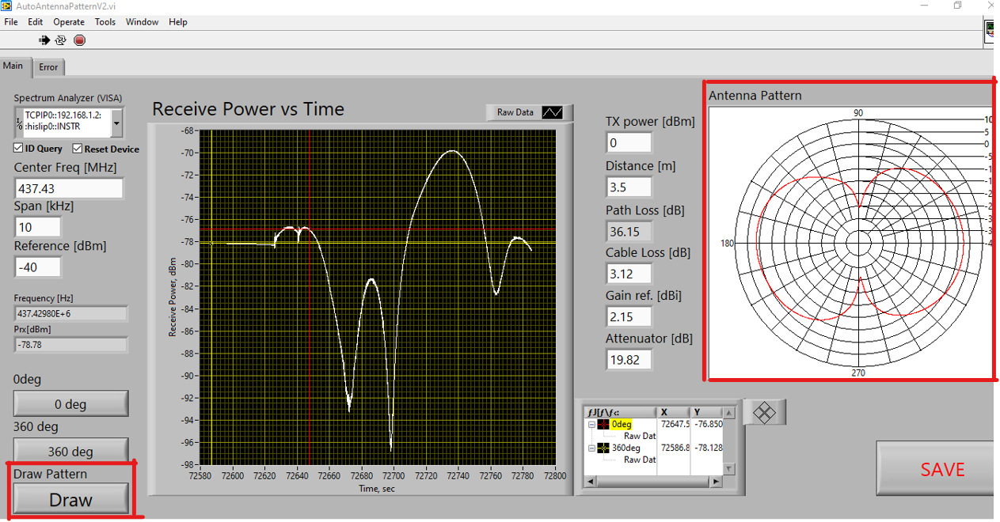 AutoAntennaPatternV2.vi
File Edit Operate Tools Window Help
Main Error
Spectrum Analyzer (VISA)
TCPIP0::192.168.1.2:
:hislip0::INSTR
ID Query Reset Device
Center Freq [MHz]
437.43
Span [kHz]
10
Reference [dBm]
-40
Frequency [Hz]
437.42980E+6
Prx[dBm]
-78.78
0deg
0 deg
360 deg
360 deg
Draw Pattern
Draw
Receive Power vs Time
Raw Data
Receive Power, dBm
-68
-70
-72
-74
-76
-78
-80
-82
-84
-86
-88
-90
-92
-94
-96
-98
72580 72600 72620 72640 72660 72680 72700 72720 72740 72760 72780 72800
Time, sec
TX power [dBm]
0
Distance [m]
3.5
Path Loss [dB]
36.15
Cable Loss [dB]
3.12
Gain ref. [dBi]
2.15
Attenuator [dB]
19.82
ƒJ[ƒ\ƒ‹: X Y
0deg 72647.5 -76.850
Raw Dat
360deg 72586.8 -78.128
Raw Dat
Antenna Pattern
90
180
270
10
5
0
-5
-1
-1
-2
-2
-3
-3
-4
SAVE